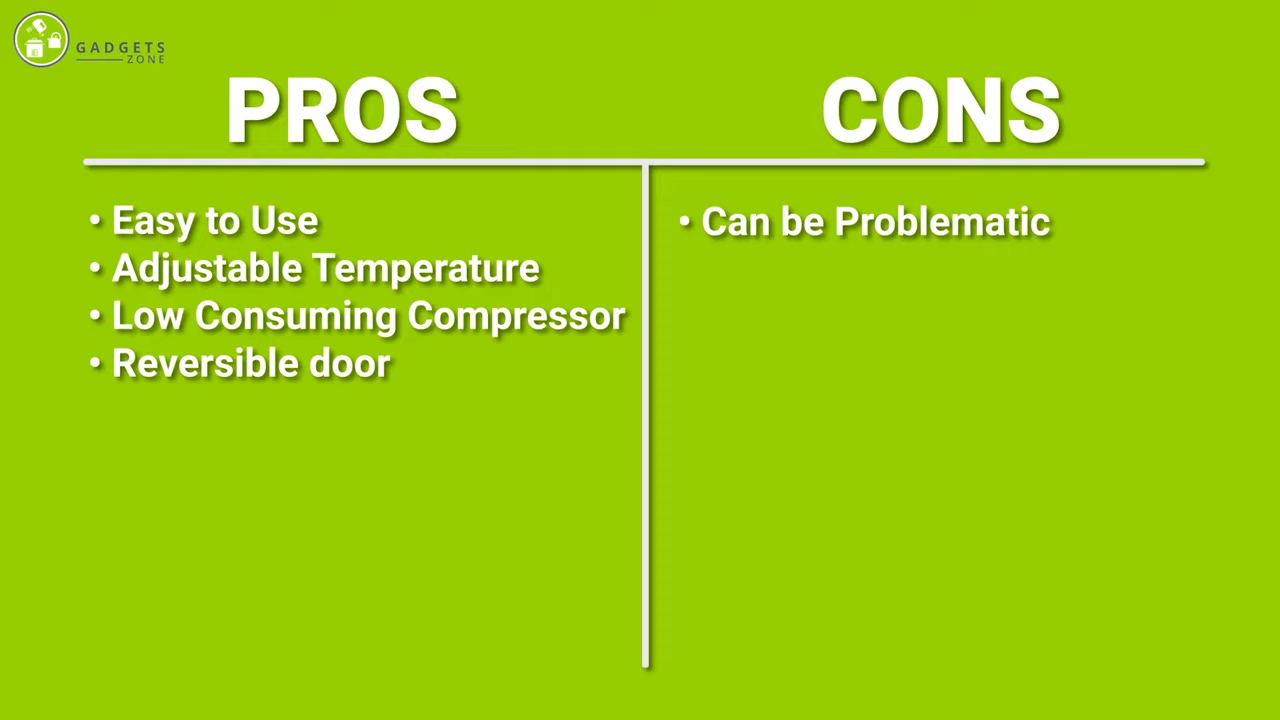 GADGETS
ZONE
PROS
CONS
• Easy to Use
• Adjustable Temperature
• Low Consuming Compressor
• Reversible door
• Can be Problematic